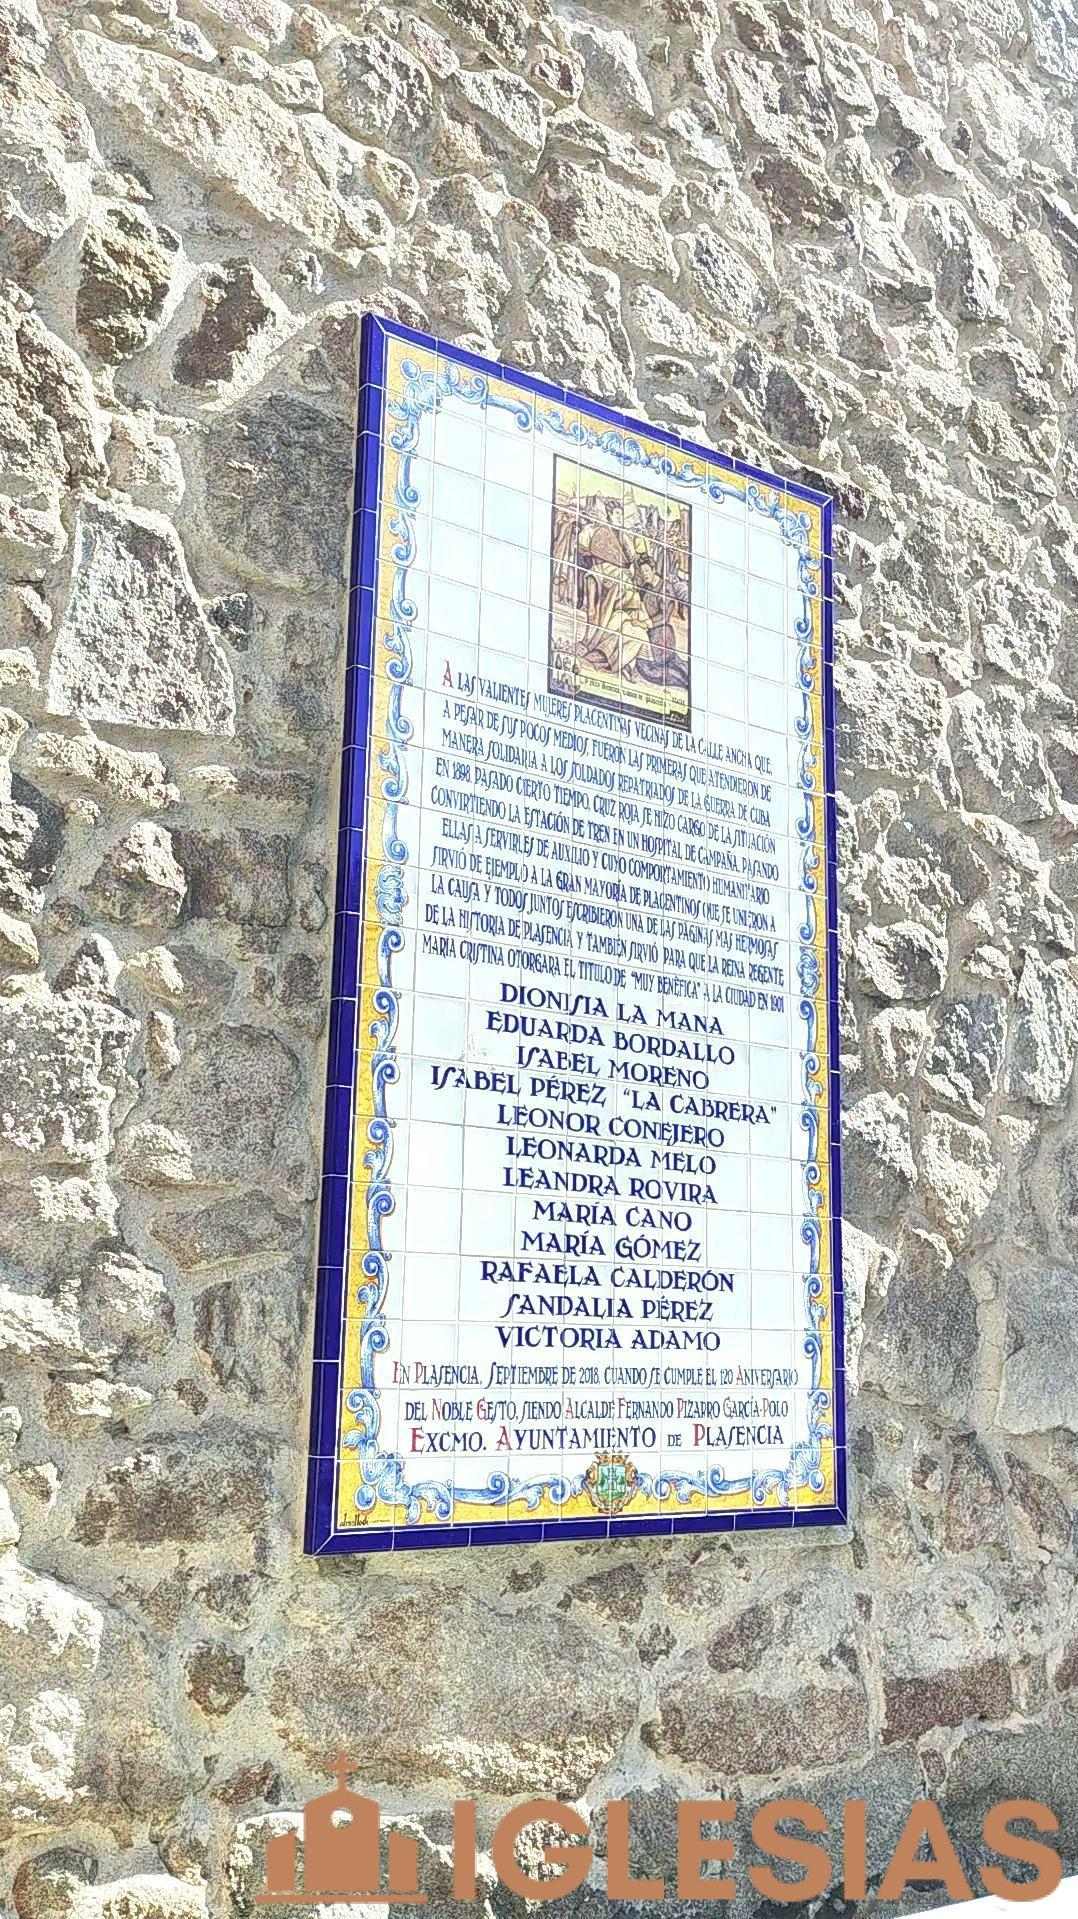 A LAS VALIENTES MUJERES PLACENTINAS VECINAS DE LA CALLE ANCHA QUE,
A PESAR DE SUS POCOS MEDIOS, FUERON LAS PRIMERAS QUE ATENDIERON DE
MANERA SOLIDARIA A LOS SOLDADOS REPATRIADOS DE LA GUERRA DE CUBA
EN 1898. PASADO CIERTO TIEMPO, CRUZ ROJA SE HIZO CARGO DE LA SITUACIÓN
CONVIRTIENDO LA ESTACIÓN DE TREN EN UN HOSPITAL DE CAMPAÑA, PASANDO
ELLAS A SERVIRLES DE AUXILIO Y CUYO COMPORTAMIENTO HUMANITARIO
SIRVIÓ DE EJEMPLO A LA GRAN MAYORÍA DE PLACENTINOS QUE SE UNIERON A
LA CAUSA Y TODOS JUNTOS ESCRIBIERON UNA DE LAS PÁGINAS MAS HERMOSAS
DE LA HISTORIA DE PLASENCIA Y TAMBIÉN SIRVIÓ PARA QUE LA REINA REGENTE
MARÍA CRISTINA OTORGARA EL TITULO DE "MUY BENÉFICA" A LA CIUDAD EN 1901
DIONISIA LA MANA
EDUARDA BORDALLO
ISABEL MORENO
ISABEL PÉREZ "LA CABRERA"
LEONOR CONEJERO
LEONARDA MELO
LEANDRA ROVIRA
MARÍA CANO
MARÍA GÓMEZ
RAFAELA CALDERÓN
SANDALIA PÉREZ
VICTORIA ADAMO
EN PLASENCIA, SEPTIEMBRE DE 2018, CUANDO SE CUMPLE EL 120 ANIVERSARIO
DEL NOBLE GESTO, SIENDO ALCALDE FERNANDO PIZARRO GARCÍA-POLO
EXCMO. AYUNTAMIENTO DE PLASENCIA
IGLESIAS